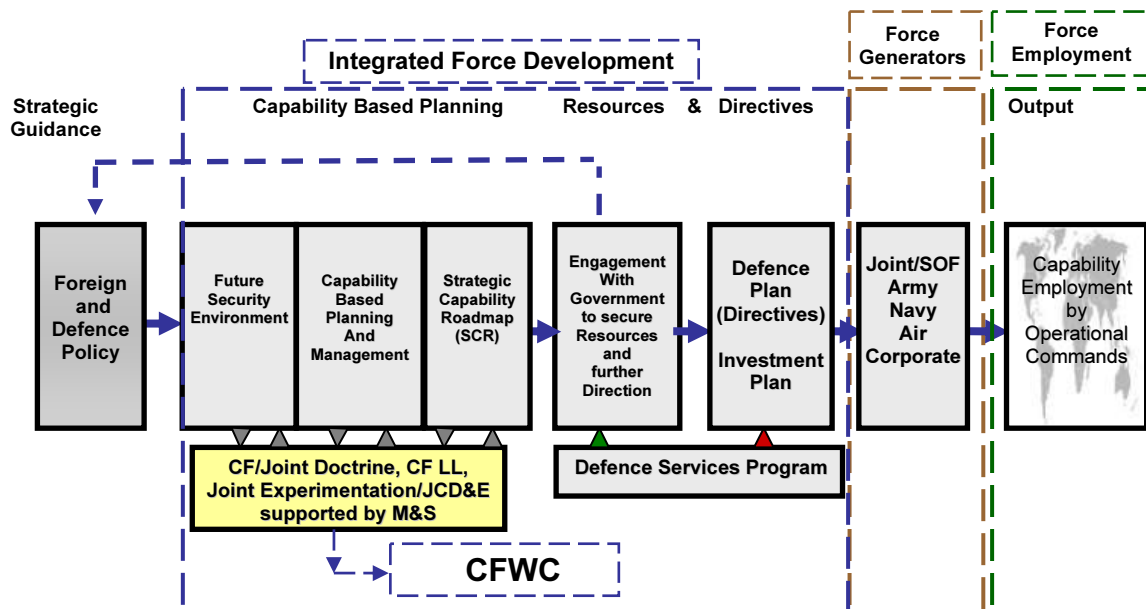 Integrated Force Development
Force
Generators
Force
Employment
Strategic
Guidance
Capability Based Planning
Resources & Directives
Output
Foreign
and
Defence
Policy
Future
Security
Environment
Capability
Based
Planning
And
Management
Strategic
Capability
Roadmap
(SCR)
Engagement
With
Government
to secure
Resources
and
further
Direction
Defence
Plan
(Directives)
Investment
Plan
Joint/SOF
Army
Navy
Air
Corporate
Capability
Employment
by
Operational
Commands
CF/Joint Doctrine, CF LL,
Joint Experimentation/JCD&E
supported by M&S
Defence Services Program
CFWC